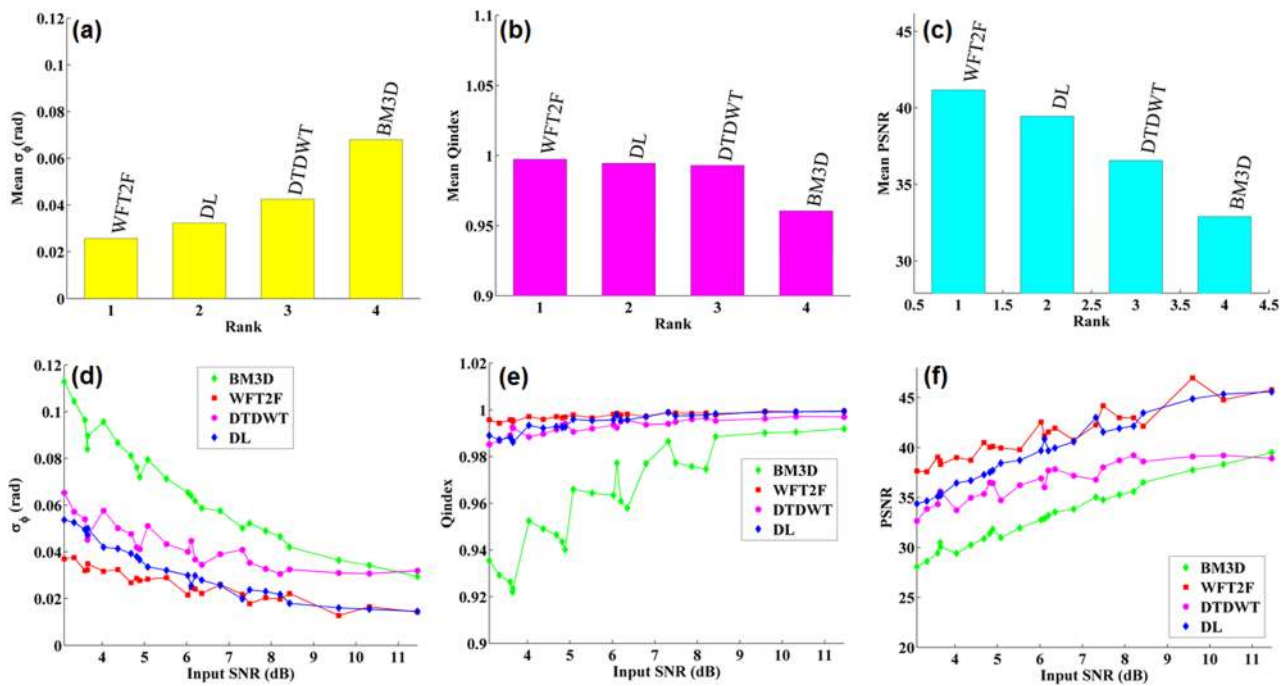 (a)
0.12
0.1
0.08
0.06
0.04
0.02
0
Mean σϕ(rad)
WFT2F
DL
DTDWT
BM3D
1 2 3 4
Rank
(b)
1.1
1.05
1
0.95
0.9
Mean Qindex
WFT2F
DL
DTDWT
BM3D
1 2 3 4
Rank
(c)
45
40
35
30
Mean PSNR
WFT2F
DL
DTDWT
BM3D
0.5 1 1.5 2 2.5 3 3.5 4 4.5
Rank
(d)
0.12
0.1
0.08
0.06
0.04
0.02
0
σϕ (rad)
BM3D
WFT2F
DTDWT
DL
4 5 6 7 8 9 10 11
Input SNR (dB)
(e)
1.02
1
0.98
0.96
0.94
0.92
0.9
Qindex
BM3D
WFT2F
DTDWT
DL
4 5 6 7 8 9 10 11
Input SNR (dB)
(f)
45
40
35
30
25
20
PSNR
BM3D
WFT2F
DTDWT
DL
4 5 6 7 8 9 10 11
Input SNR (dB)